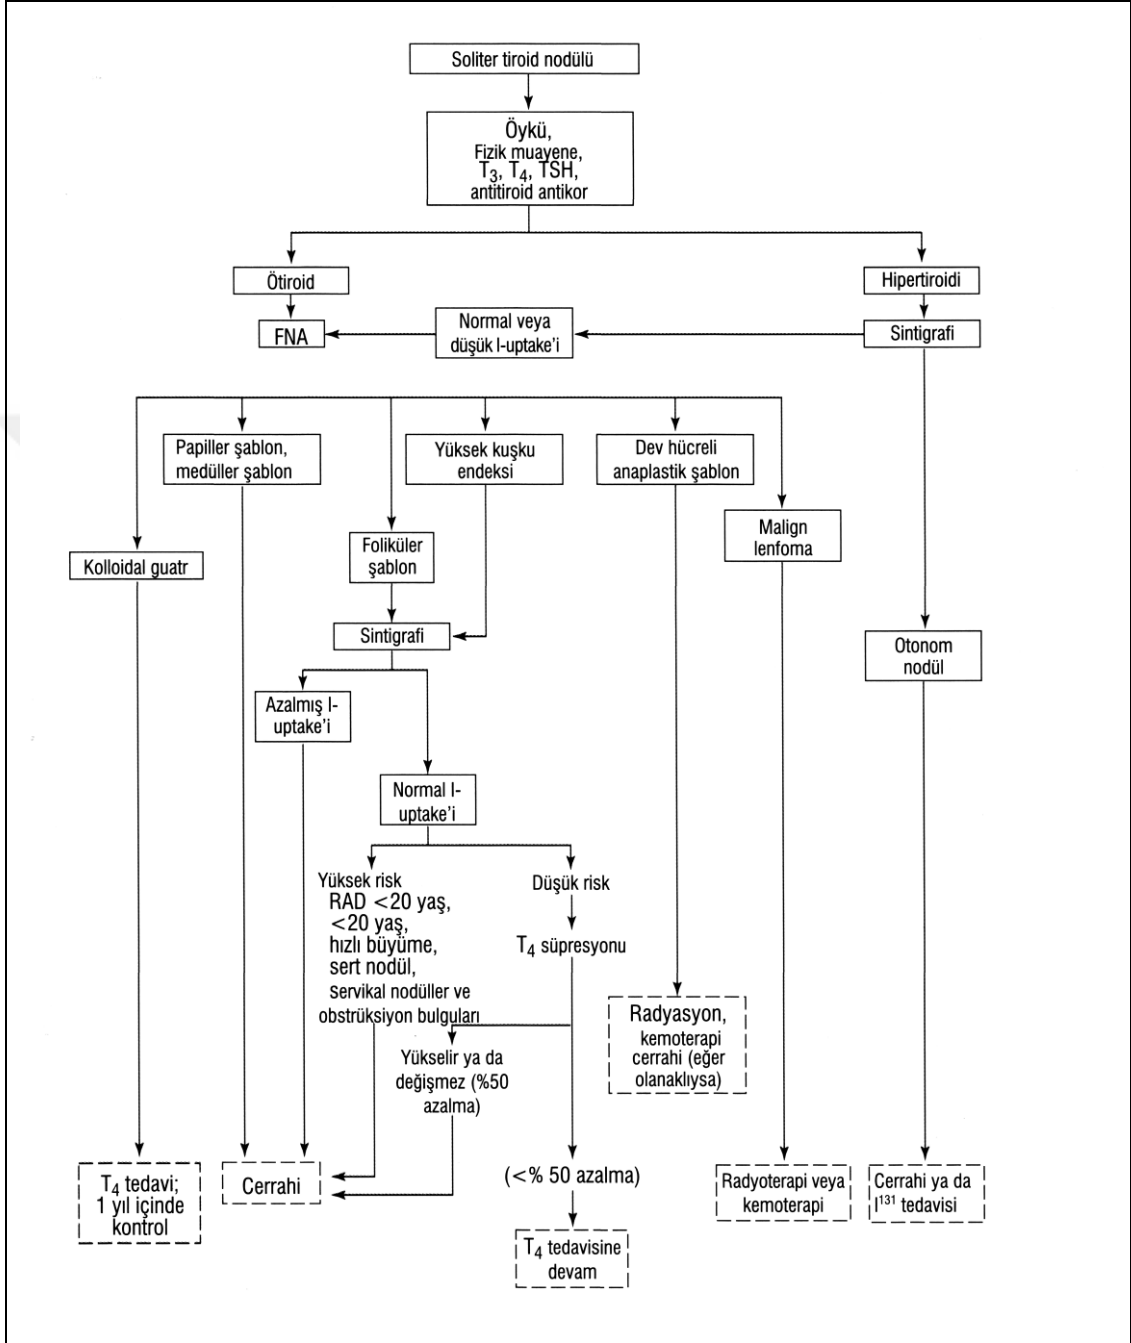 Soliter tiroid nodülü
Öykü,
Fizik muayene,
T3, T4, TSH,
antitiroid antikor
Ötiroid
Hipertiroidi
FNA
Normal veya
düşük I-uptake'i
Sintigrafi
Papiller şablon,
medüller şablon
Yüksek kuşku
endeksi
Dev hücreli
anaplastik şablon
Malign
lenfoma
Foliküler
şablon
Kolloidal guatr
Sintigrafi
Otonom
nodül
Azalmış I-
uptake'i
Normal I-
uptake'i
Yüksek risk
RAD <20 yaş,
<20 yaş,
hızlı büyüme,
sert nodül,
servikal nodüller ve
obstrüksiyon bulguları
Düşük risk
T4 süpresyonu
Radyasyon,
kemoterapi
cerrahi (eğer
olanaklıysa)
Yükselir ya da
değişmez (%50
azalma)
T4 tedavi;
1 yıl içinde
kontrol
Cerrahi
(<% 50 azalma)
Radyoterapi veya
kemoterapi
Cerrahi ya da
I131 tedavisi
T4 tedavisine
devam